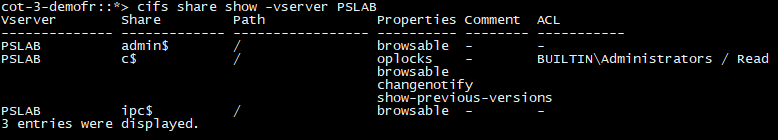 cot-3-demofr::*> cifs share show -vserver PSLAB
Vserver        Share         Path              Properties Comment  ACL
-------------- ------------- ----------------- ---------- -------- -----------
PSLAB          admin$        /                 browsable  -        -
PSLAB          c$            /                 oplocks    -        BUILTIN\Administrators / Read
                                               browsable
                                               changenotify
                                               show-previous-versions
PSLAB          ipc$          /                 browsable  -        -
3 entries were displayed.